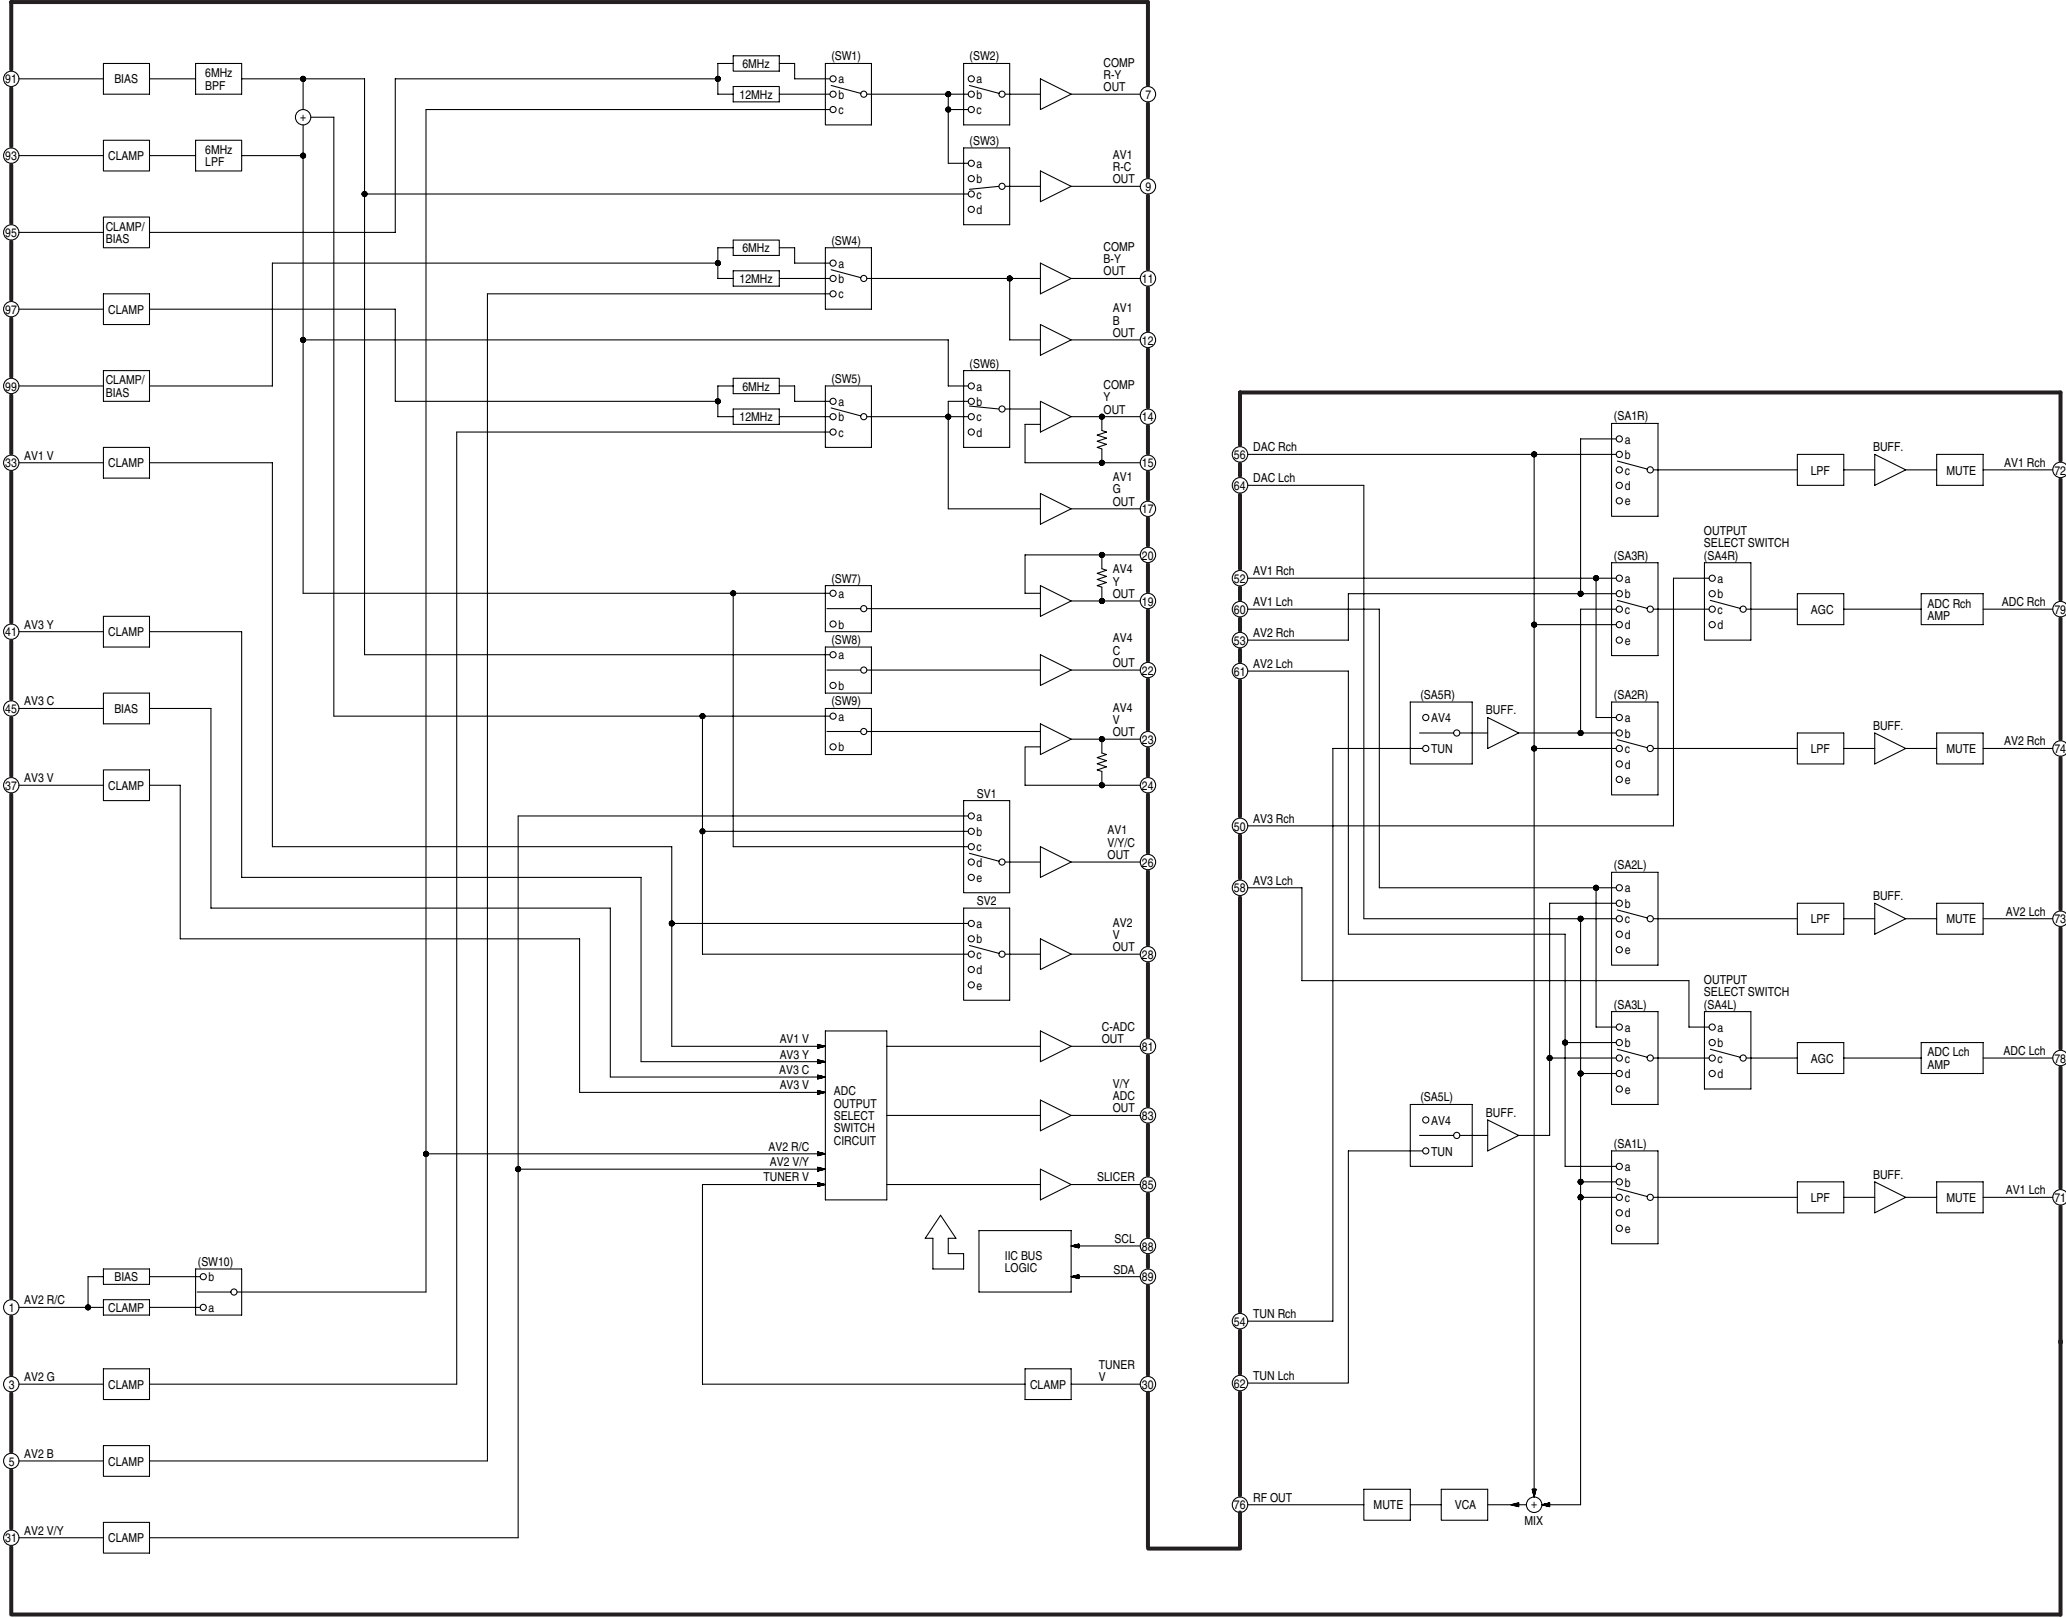 91
BIAS
6MHz
BPF
93
CLAMP
6MHz
LPF
+
95
CLAMP/
BIAS
97
CLAMP
99
CLAMP/
BIAS
33
AV1 V
CLAMP
41
AV3 Y
CLAMP
45
AV3 C
BIAS
37
AV3 V
CLAMP
1
AV2 R/C
BIAS
CLAMP
(SW10)
b
a
3
AV2 G
CLAMP
5
AV2 B
CLAMP
31
AV2 V/Y
CLAMP
6MHz
12MHz
(SW1)
a
b
c
(SW2)
a
b
c
COMP
R-Y
OUT
7
(SW3)
a
b
c
d
AV1
R-C
OUT
9
6MHz
12MHz
(SW4)
a
b
c
COMP
B-Y
OUT
11
AV1
B
OUT
12
6MHz
12MHz
(SW5)
a
b
c
(SW6)
a
b
c
d
COMP
Y
OUT
14
15
AV1
G
OUT
17
20
(SW7)
a
b
AV4
Y
OUT
19
(SW8)
a
b
AV4
C
OUT
22
(SW9)
a
b
AV4
V
OUT
23
24
SV1
a
b
c
d
e
AV1
V/Y/C
OUT
26
SV2
a
b
c
d
e
AV2
V
OUT
28
AV1 V
AV3 Y
AV3 C
AV3 V
AV2 R/C
AV2 V/Y
TUNER V
ADC
OUTPUT
SELECT
SWITCH
CIRCUIT
C-ADC
OUT
81
V/Y
ADC
OUT
83
SLICER
85
IIC BUS
LOGIC
SCL
88
SDA
89
CLAMP
TUNER
V
30
56
DAC Rch
64
DAC Lch
52
AV1 Rch
60
AV1 Lch
53
AV2 Rch
61
AV2 Lch
50
AV3 Rch
58
AV3 Lch
54
TUN Rch
62
TUN Lch
76
RF OUT
MUTE
VCA
+
MIX
(SA5R)
AV4
TUN
BUFF.
(SA5L)
AV4
TUN
BUFF.
(SA1R)
a
b
c
d
e
LPF
BUFF.
MUTE
AV1 Rch
72
(SA3R)
a
b
c
d
e
OUTPUT
SELECT SWITCH
(SA4R)
a
b
c
d
AGC
ADC Rch
AMP
ADC Rch
79
(SA2R)
a
b
c
d
e
LPF
BUFF.
MUTE
AV2 Rch
74
(SA2L)
a
b
c
d
e
LPF
BUFF.
MUTE
AV2 Lch
73
(SA3L)
a
b
c
d
e
OUTPUT
SELECT SWITCH
(SA4L)
a
b
c
d
AGC
ADC Lch
AMP
ADC Lch
78
(SA1L)
a
b
c
d
e
LPF
BUFF.
MUTE
AV1 Lch
71